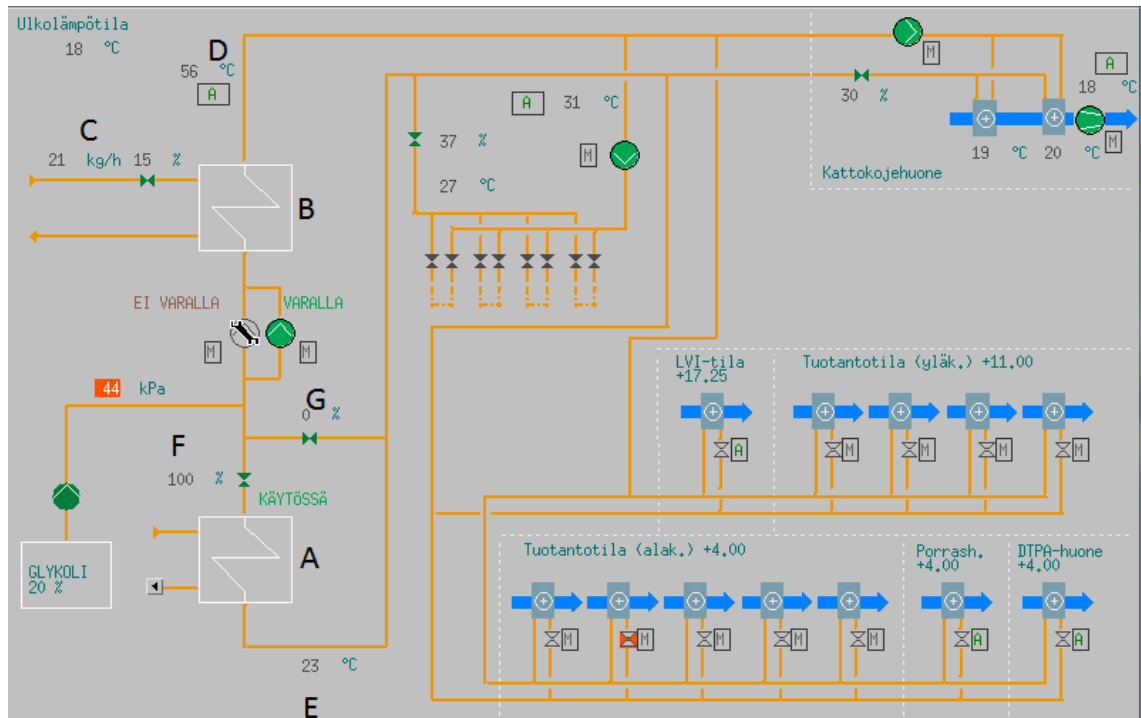 Ulkolämpötila
18 °C
D
56 °C
A
C
21 kg/h 15 %
B
EI VARALLA
VARALLA
M
M
44 kPa
G
0 %
F
100 %
KÄYTÖSSÄ
A
GLYKOLI
20 %
23 °C
E
A
31 °C
37 %
M
27 °C
M
30 %
A
18 °C
M
19 °C
20 °C
Kattokojehuone
LVI-tila
+17.25
A
Tuotantotila (yläk.) +11.00
M
M
M
M
Tuotantotila (alak.) +4.00
M
M
M
M
M
Porrash.
+4.00
A
DTPA-huone
+4.00
A